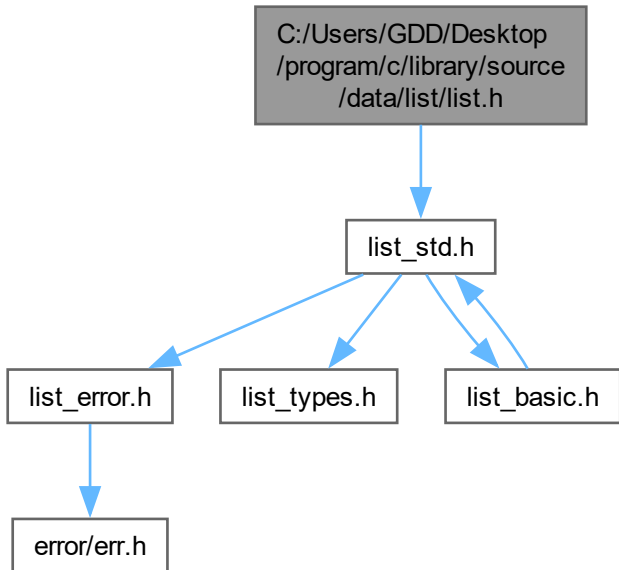 C:/Users/GDD/Desktop
/program/c/library/source
/data/list/list.h
list_std.h
list_error.h
list_types.h
list_basic.h
error/err.h